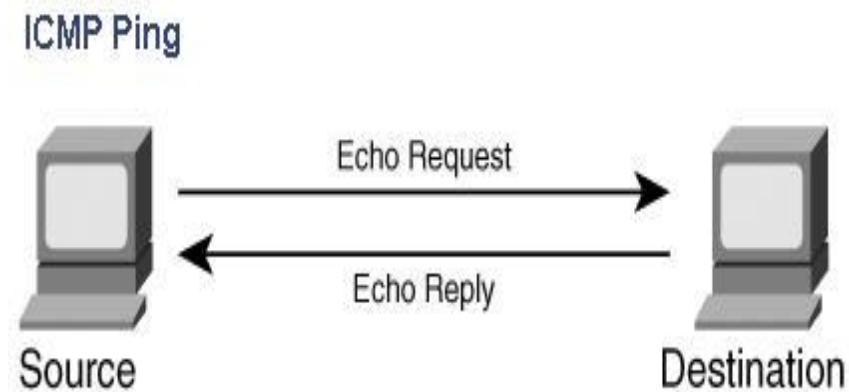 ICMP Ping
Echo Request
Echo Reply
Source
Destination